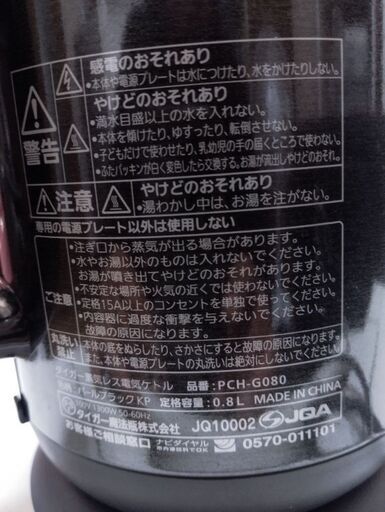 感電のおそれあり
・本体や電源プレートは水につけたり、水をかけたりしない。
やけどのおそれあり
・満水目盛以上の水を入れない。
・本体を傾けたり、ゆすったり、転倒させない。
・子どもだけで使わせたり、乳幼児の手の届くところで使わない。
・ふたパッキンが白く変色したら交換する。お湯が流出しやけどのおそれ。
警告
注意
やけどのおそれあり
・湯わかし中は、お湯を注がない。
専用の電源プレート以外は使用しない
ご注意
・注ぎ口から蒸気が出る場合があります。
・水やお湯以外のものは入れないでください。
お湯が噴き出てやけどのおそれがあります。
・不安定な場所や火気の近くでは使わないでください。
・定格15A以上のコンセントを単独で使ってください。
・内容器に過度な衝撃を与えないでください。
故障の原因になります。
丸洗い禁止
・本体の底をぬらしたり、さかさにしないでください。
故障の原因になります。本体の丸洗いは絶対にしないでください。
タイガー蒸気レス電気ケトル 品番:PCH-G080
色柄:パールブラックKP 定格容量:0.8L MADE IN CHINA
1300W 50-60Hz
タイガー魔法瓶株式会社 JQ10002 JQA
お客様ご相談窓口 ナビダイヤル 市内通話料でOK 0570-011101